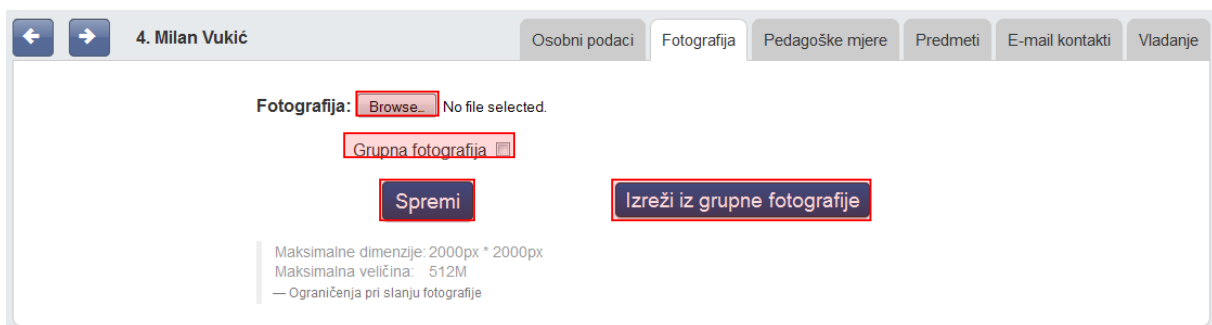 4. Milan Vukić Osobni podaci Fotografija Pedagoške mjere Predmeti E-mail kontakti Vladanje
Fotografija: Browse... No file selected.
Grupna fotografija
Spremi Izreži iz grupne fotografije
Maksimalne dimenzije: 2000px * 2000px
Maksimalna veličina: 512M
— Ograničenja pri slanju fotografije